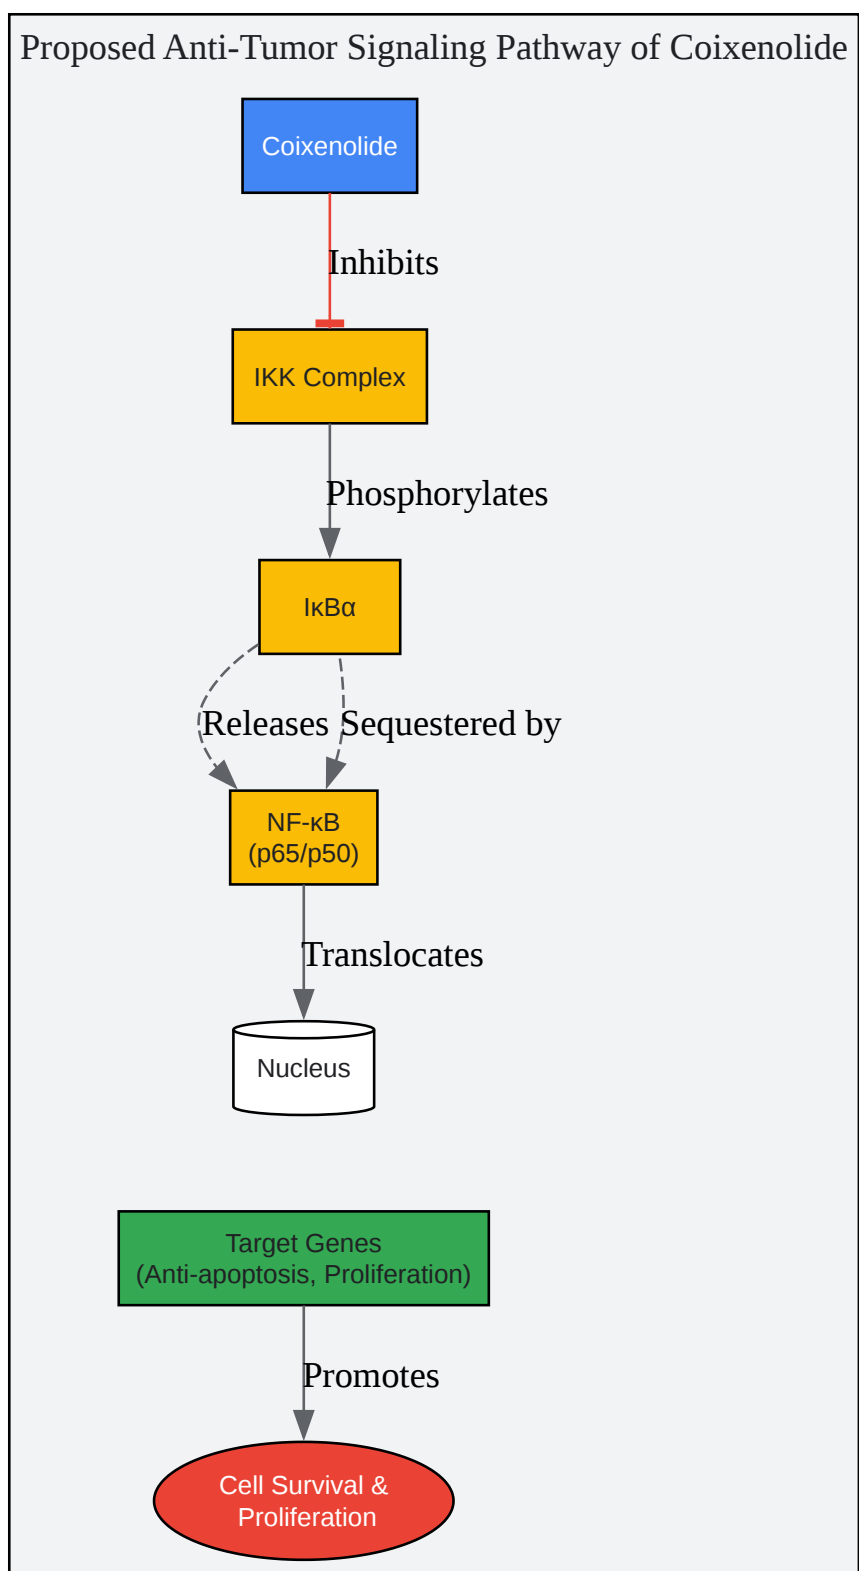 Proposed Anti-Tumor Signaling Pathway of Coixenolide
Coixenolide
Inhibits
IKK Complex
Phosphorylates
IκBα
Releases
Sequestered by
NF-κB
(p65/p50)
Translocates
Nucleus
Target Genes
(Anti-apoptosis, Proliferation)
Promotes
Cell Survival &
Proliferation